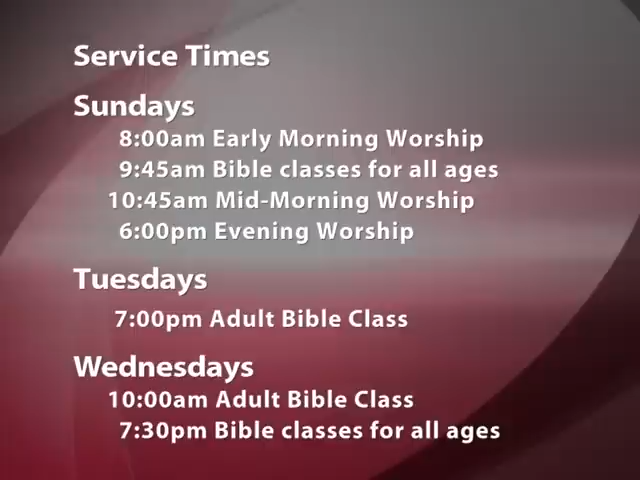 Service Times
Sundays
8:00am Early Morning Worship
9:45am Bible classes for all ages
10:45am Mid-Morning Worship
6:00pm Evening Worship
Tuesdays
7:00pm Adult Bible Class
Wednesdays
10:00am Adult Bible Class
7:30pm Bible classes for all ages